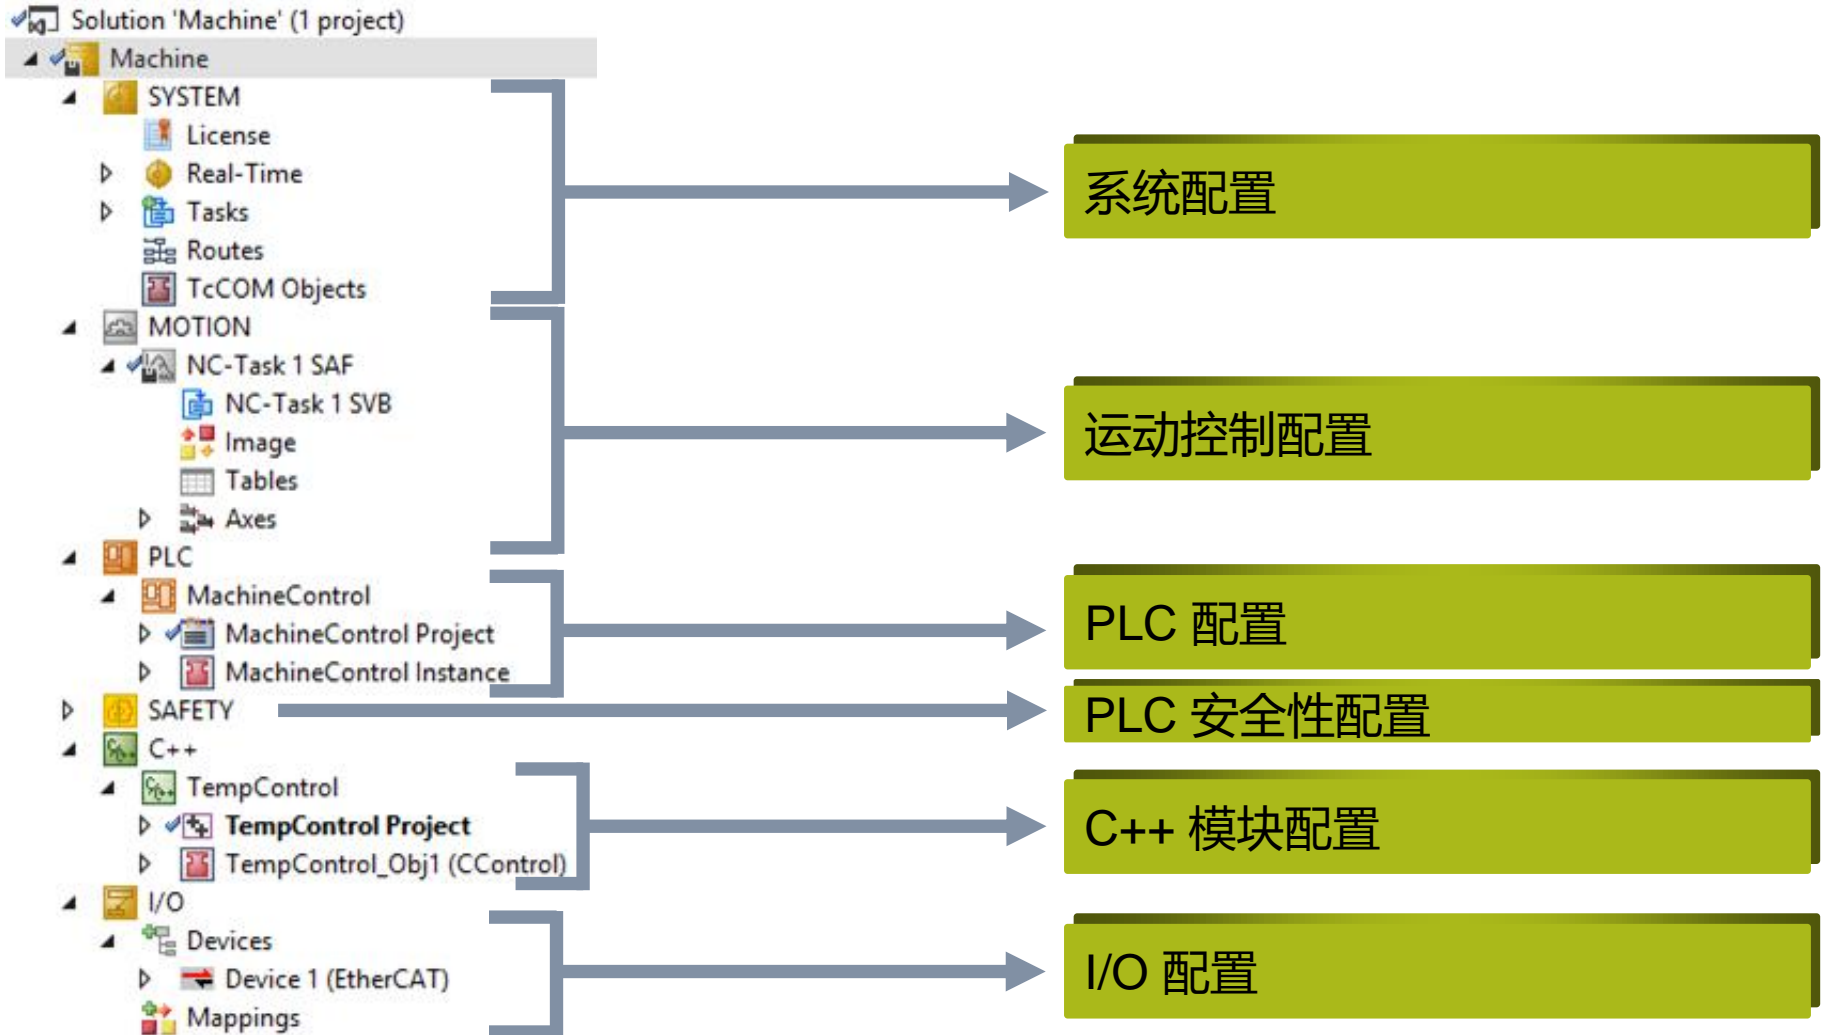 Solution 'Machine' (1 project)
Machine
SYSTEM
License
Real-Time
Tasks
Routes
TcCOM Objects
MOTION
NC-Task 1 SAF
NC-Task 1 SVB
Image
Tables
Axes
PLC
MachineControl
MachineControl Project
MachineControl Instance
SAFETY
C++
TempControl
TempControl Project
TempControl_Obj1 (CControl)
I/O
Devices
Device 1 (EtherCAT)
Mappings
系统配置
运动控制配置
PLC 配置
PLC 安全性配置
C++ 模块配置
I/O 配置